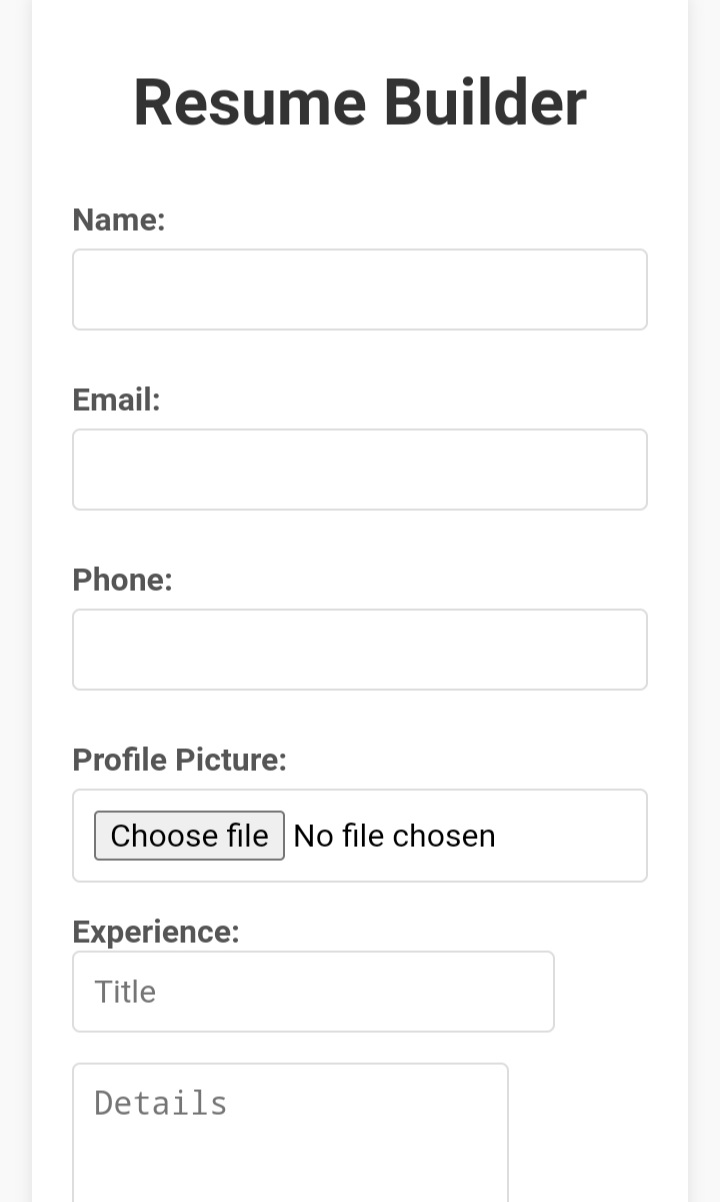 Resume Builder
Name:
Email:
Phone:
Profile Picture:
Choose file No file chosen
Experience:
Title
Details